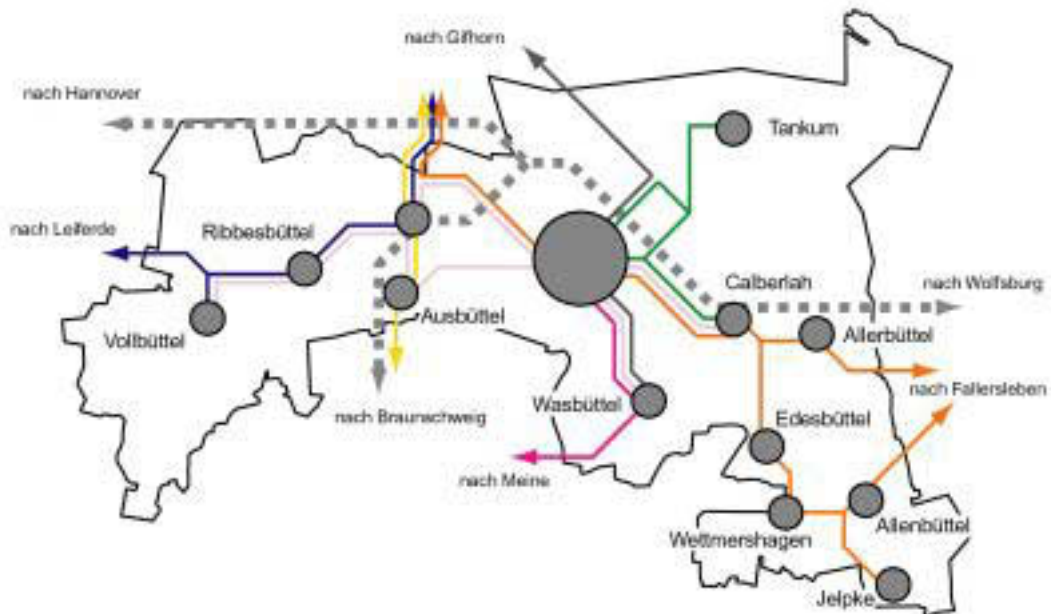 nach Gifhorn
nach Hannover
Tankum
nach Leiferde
Ribbesbüttel
Calberlah
nach Wolfsburg
Vollbüttel
Ausbüttel
Allerbüttel
nach Fallersleben
nach Braunschweig
Wasbüttel
Edesbüttel
nach Meine
Wettmershagen
Allenbüttel
Jelpke